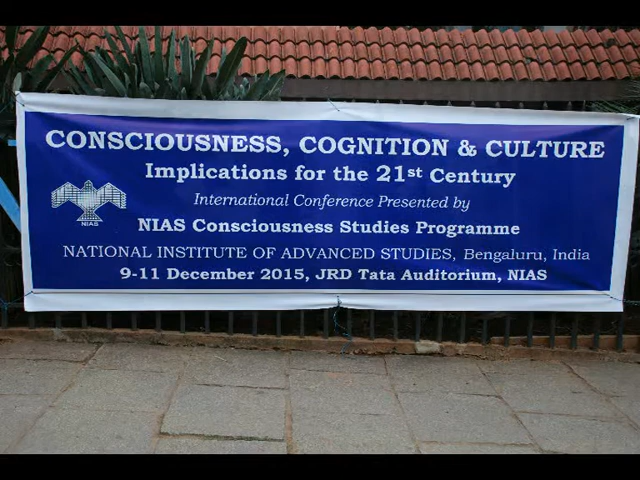 CONSCIOUSNESS, COGNITION & CULTURE
Implications for the 21st Century
International Conference Presented by
NIAS
NIAS Consciousness Studies Programme
NATIONAL INSTITUTE OF ADVANCED STUDIES, Bengaluru, India
9-11 December 2015, JRD Tata Auditorium, NIAS